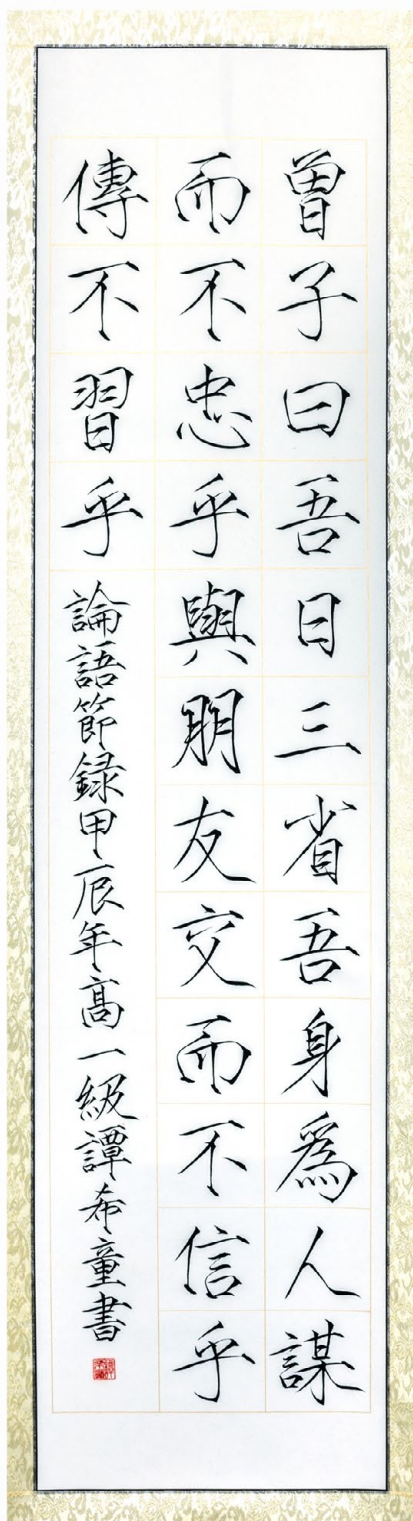 曾子曰吾日三省吾身爲人謀
而不忠乎與朋友交而不信乎
傳不習乎
論語節録甲辰年高一級譚希童書